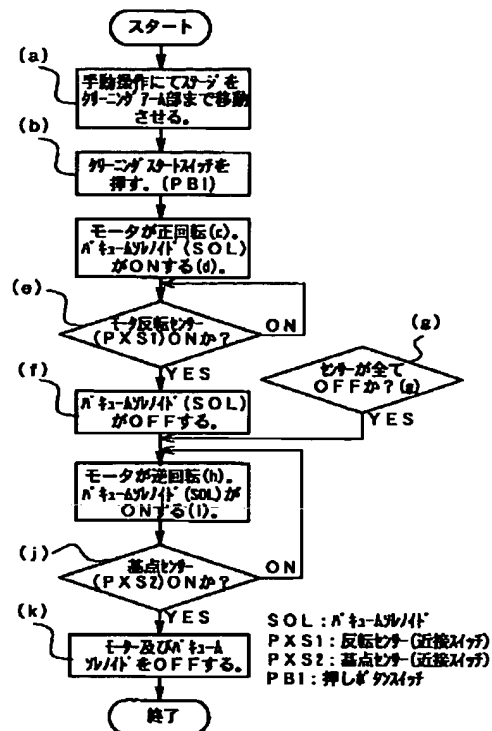 スタート
(a)
手動操作にてステージを
クリーニングアーム部まで移動
させる。
(b)
クリーニングスタートスイッチを
押す。(PB1)
モータが正回転(c)。
バキュームソレノイド(SOL)
がONする(d)。
(e)
モータ反転センサー
(PXS1)ONか?
ON
YES
(g)
センサーが全て
OFFか?(g)
YES
(f)
バキュームソレノイド(SOL)
がOFFする。
モータが逆回転(h)。
バキュームソレノイド(SOL)が
ONする(i)。
(j)
基点センサー
(PXS2)ONか?
ON
YES
(k)
モーター及びバキューム
ソレノイドをOFFする。
終了
SOL:バキュームソレノイド
PXS1:反転センサー(近接スイッチ)
PXS2:基点センサー(近接スイッチ)
PB1:押しボタンスイッチ